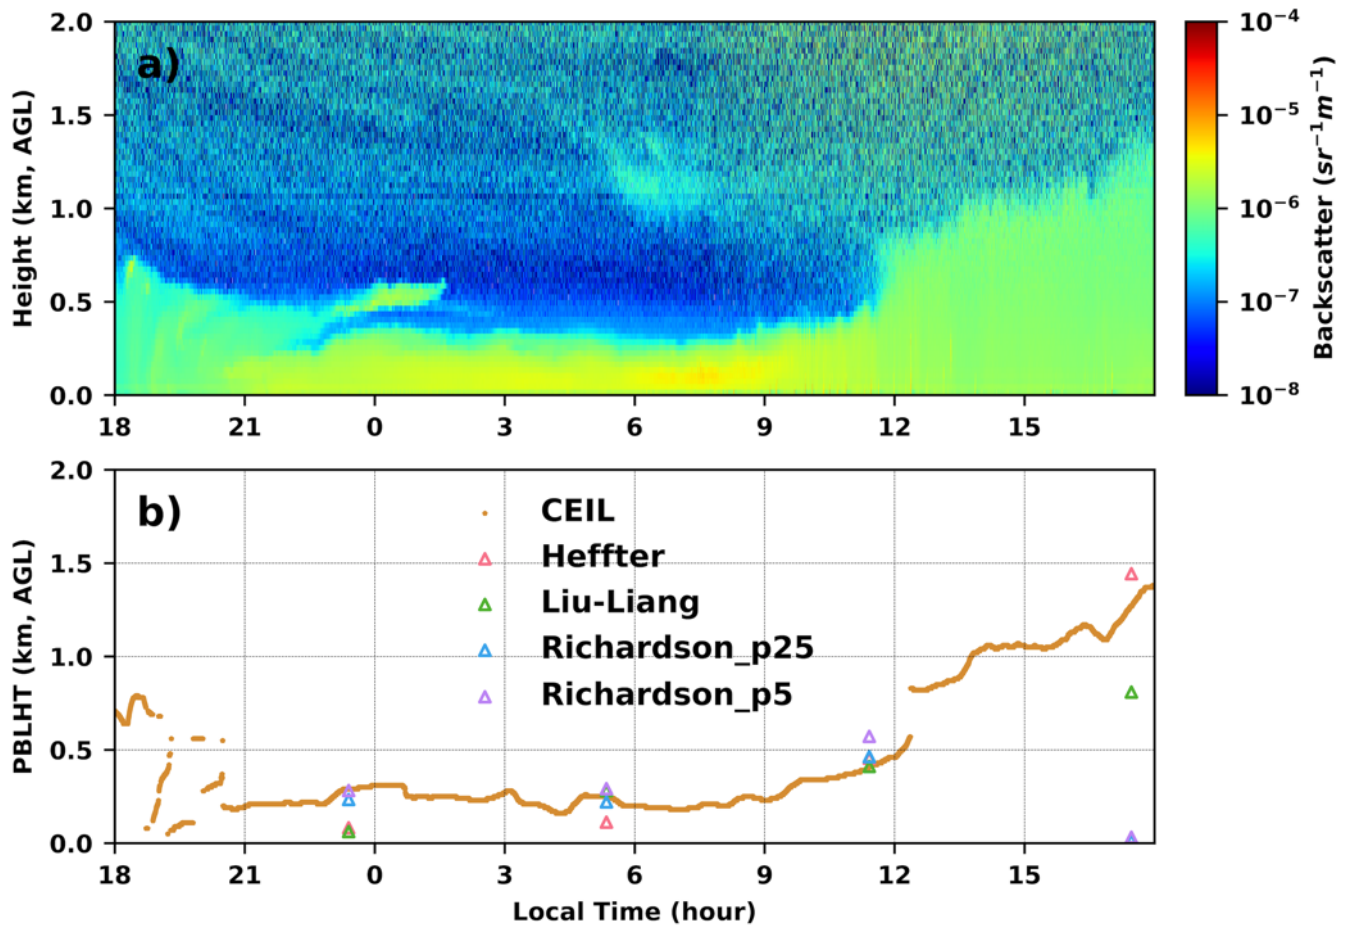 a)
2.0
1.5
1.0
0.5
0.0
Height (km, AGL)
18 21 0 3 6 9 12 15
10⁻⁴
10⁻⁵
10⁻⁶
10⁻⁷
10⁻⁸
Backscatter (sr⁻¹m⁻¹)
b)
2.0
1.5
1.0
0.5
0.0
PBLHT (km, AGL)
CEIL
Heffter
Liu-Liang
Richardson_p25
Richardson_p5
18 21 0 3 6 9 12 15
Local Time (hour)